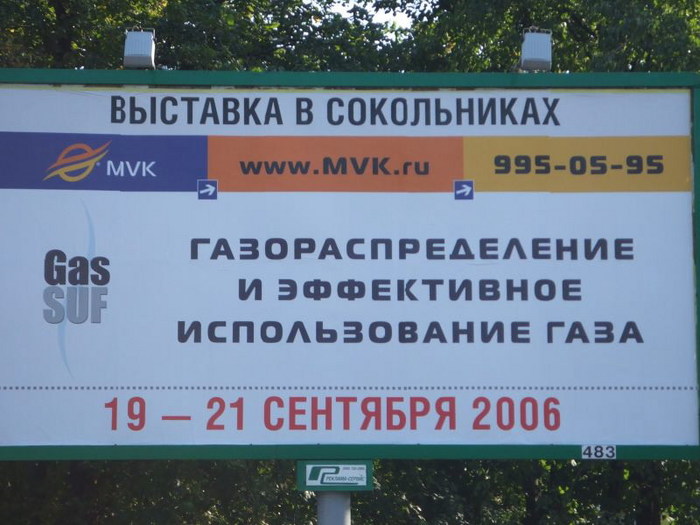 ВЫСТАВКА В СОКОЛЬНИКАХ
MVK www.MVK.ru 995-05-95
Gas
SUF
ГАЗОРАСПРЕДЕЛЕНИЕ
И ЭФФЕКТИВНОЕ
ИСПОЛЬЗОВАНИЕ ГАЗА
19 – 21 СЕНТЯБРЯ 2006
483